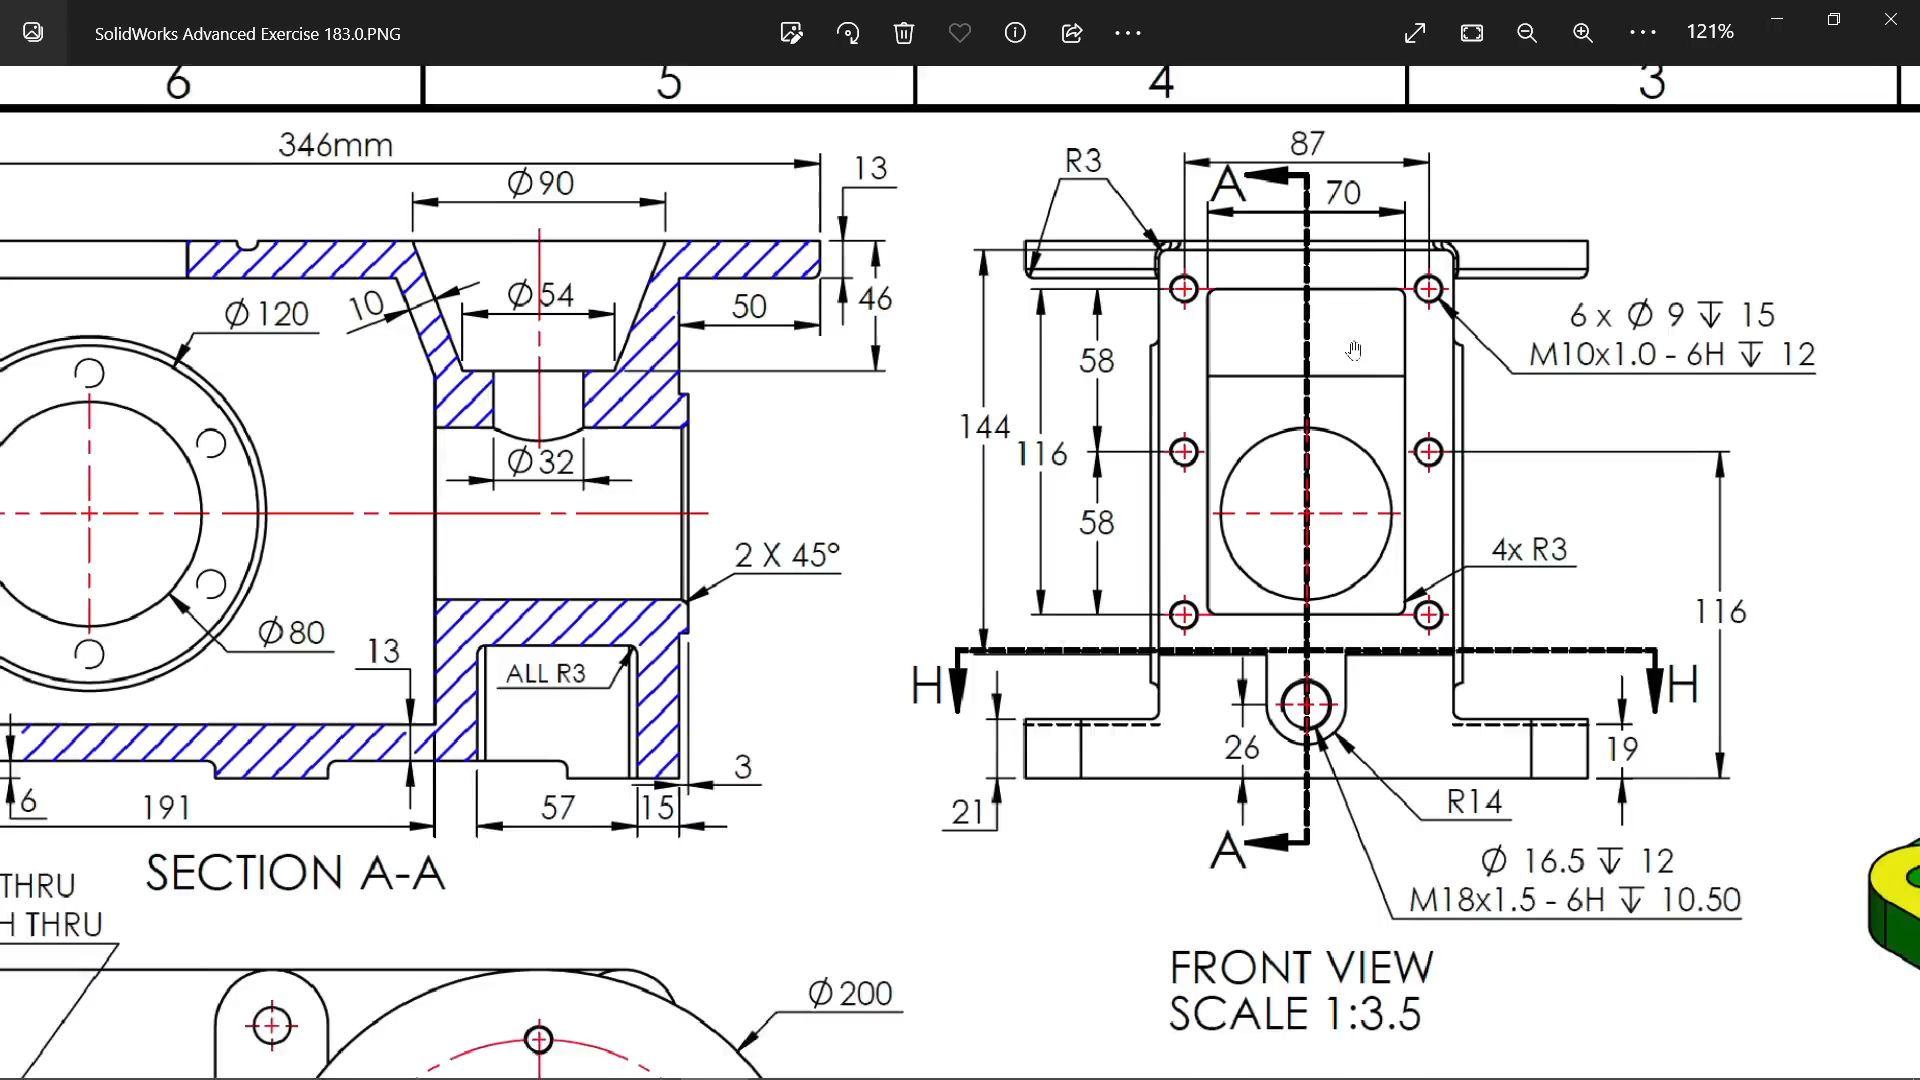 SolidWorks Advanced Exercise 183.0.PNG
121%
6
5
4
3
346mm
Ø90
13
Ø54
10
Ø120
46
50
Ø32
2 X 45°
Ø80
13
ALL R3
3
6
191
57
15
SECTION A-A
THRU
H THRU
Ø200
R3
87
A
70
6 x Ø 9 ↧ 15
M10x1.0 - 6H ↧ 12
58
144
116
58
4x R3
116
H
H
26
19
21
R14
A
Ø 16.5 ↧ 12
M18x1.5 - 6H ↧ 10.50
FRONT VIEW
SCALE 1:3.5